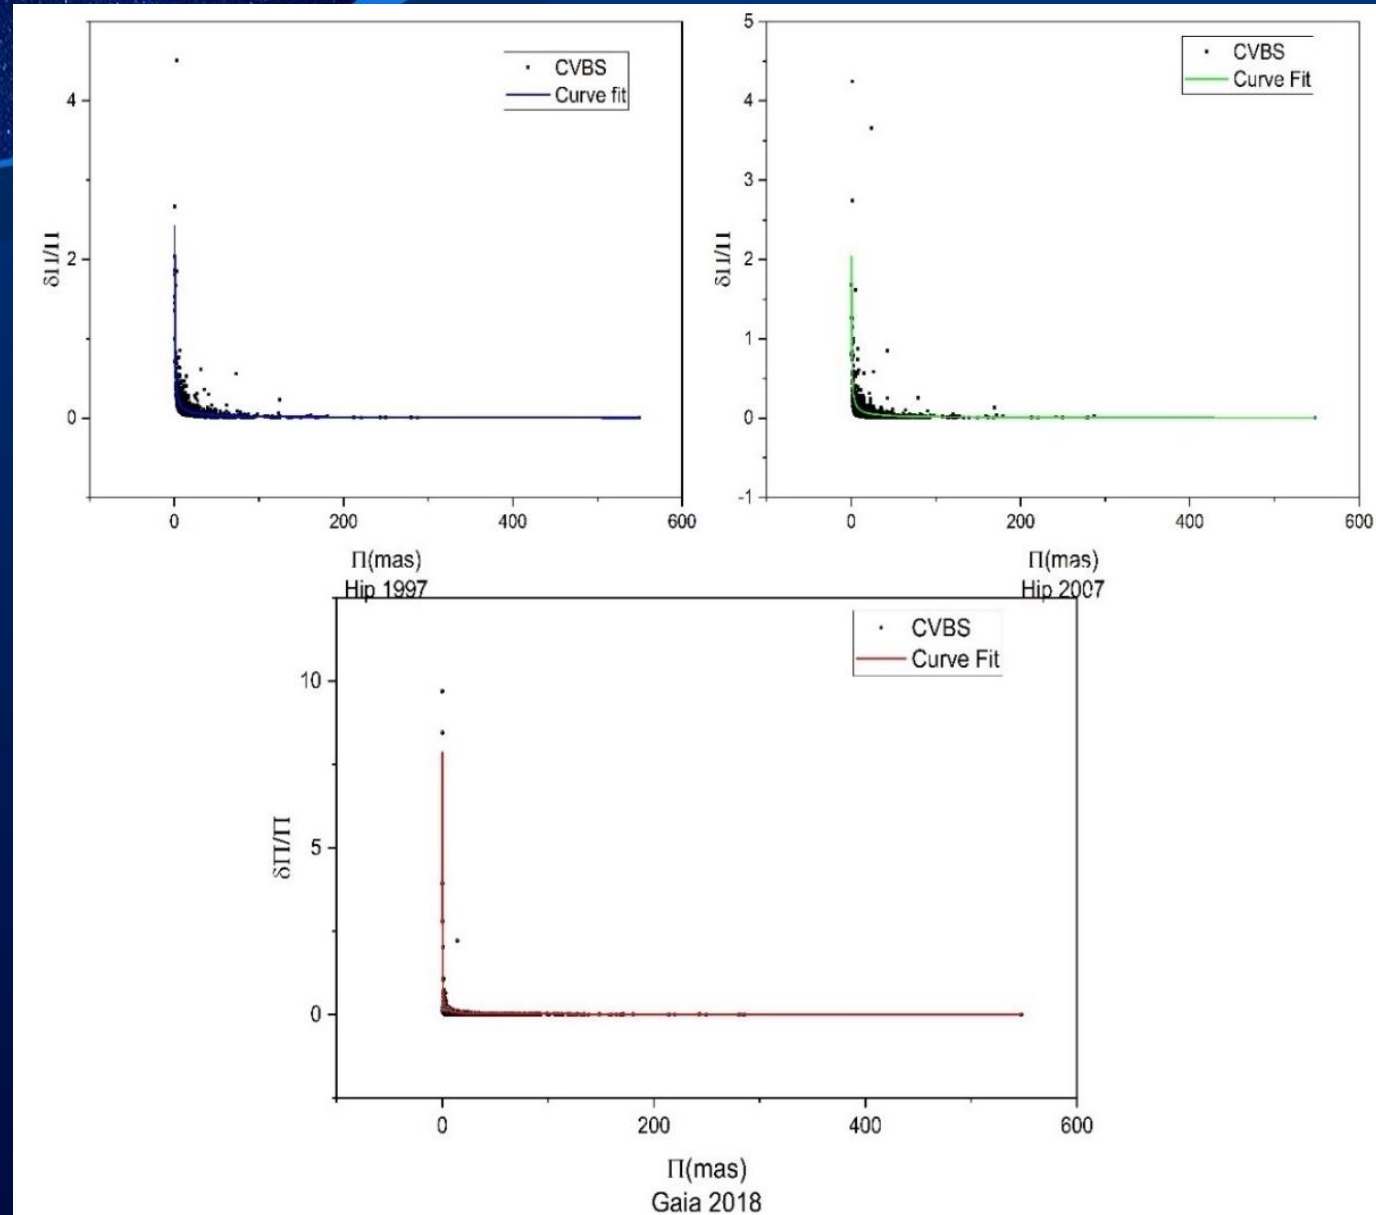 CVBS
Curve fit
4
2
0
δΠ/Π
0 200 400 600
Π(mas)
Hip 1997
CVBS
Curve Fit
5
4
3
2
1
0
-1
δΠ/Π
0 200 400 600
Π(mas)
Hip 2007
CVBS
Curve Fit
10
5
0
δΠ/Π
0 200 400 600
Π(mas)
Gaia 2018